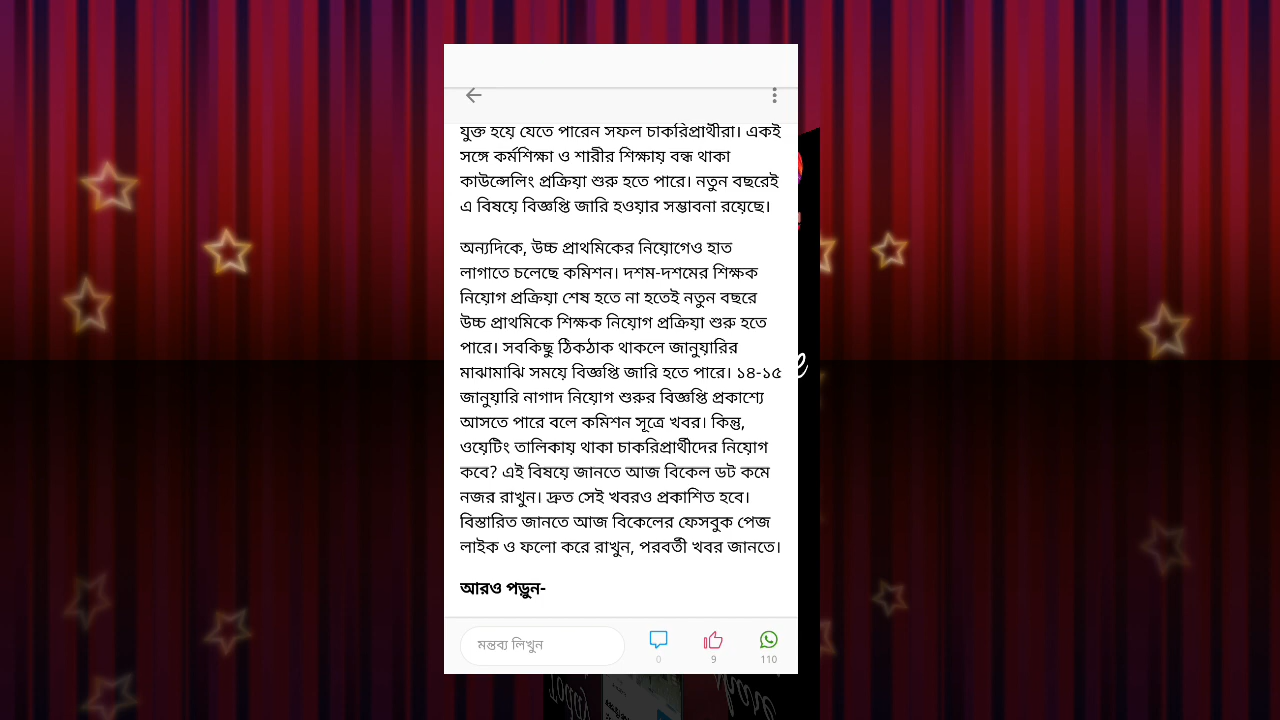 যুক্ত হয়ে যেতে পারেন সফল চাকরিপ্রার্থীরা। একই
সঙ্গে কর্মশিক্ষা ও শারীর শিক্ষায় বন্ধ থাকা
কাউন্সেলিং প্রক্রিয়া শুরু হতে পারে। নতুন বছরেই
এ বিষয়ে বিজ্ঞপ্তি জারি হওয়ার সম্ভাবনা রয়েছে।
অন্যদিকে, উচ্চ প্রাথমিকের নিয়োগেও হাত
লাগাতে চলেছে কমিশন। দশম-দশমের শিক্ষক
নিয়োগ প্রক্রিয়া শেষ হতে না হতেই নতুন বছরে
উচ্চ প্রাথমিকে শিক্ষক নিয়োগ প্রক্রিয়া শুরু হতে
পারে। সবকিছু ঠিকঠাক থাকলে জানুয়ারির
মাঝামাঝি সময়ে বিজ্ঞপ্তি জারি হতে পারে। ১৪-১৫
জানুয়ারি নাগাদ নিয়োগ শুরুর বিজ্ঞপ্তি প্রকাশ্যে
আসতে পারে বলে কমিশন সূত্রে খবর। কিন্তু,
ওয়েটিং তালিকায় থাকা চাকরিপ্রার্থীদের নিয়োগ
কবে? এই বিষয়ে জানতে আজ বিকেল ডট কমে
নজর রাখুন। দ্রুত সেই খবরও প্রকাশিত হবে।
বিস্তারিত জানতে আজ বিকেলের ফেসবুক পেজ
লাইক ও ফলো করে রাখুন, পরবর্তী খবর জানতে।
আরও পড়ুন-
মন্তব্য লিখুন
0 9 110